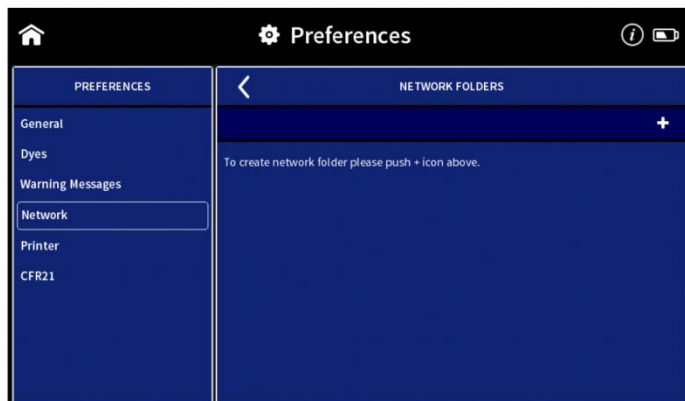 Preferences
PREFERENCES
General
Dyes
Warning Messages
Network
Printer
CFR21
NETWORK FOLDERS
To create network folder please push + icon above.